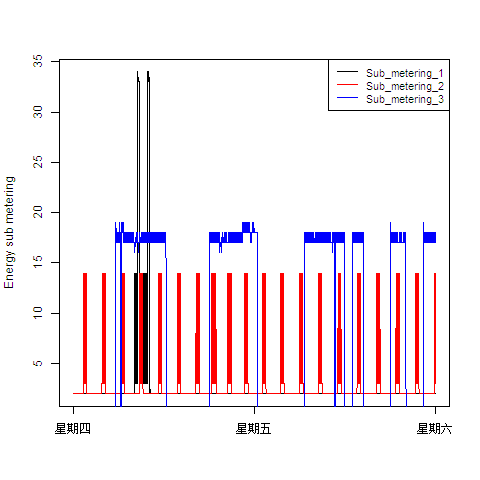 Energy sub metering
35
30
25
20
15
10
5
Sub_metering_1
Sub_metering_2
Sub_metering_3
星期四 星期五 星期六